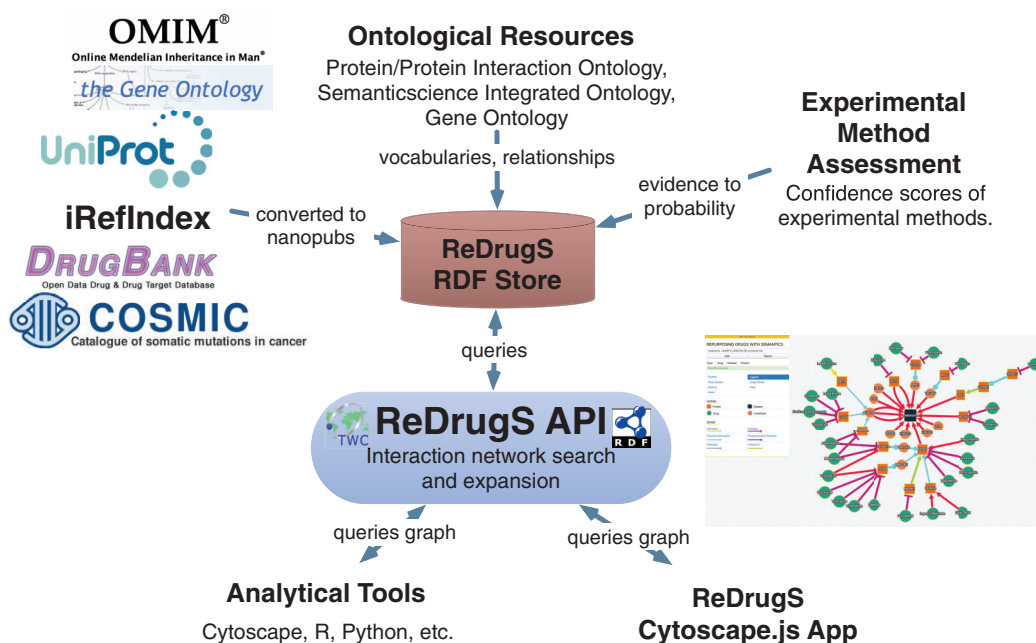 OMIM®
Online Mendelian Inheritance in Man®
the Gene Ontology
UniProt
iRefIndex
DRUGBANK
Open Data Drug & Drug Target Database
COSMIC
Catalogue of somatic mutations in cancer
converted to
nanopubs
Ontological Resources
Protein/Protein Interaction Ontology,
Semanticscience Integrated Ontology,
Gene Ontology
vocabularies, relationships
Experimental
Method
Assessment
Confidence scores of
experimental methods.
evidence to
probability
ReDrugS
RDF Store
queries
TWC
ReDrugS API
RDF
Interaction network search
and expansion
REPURPOSING DRUGS WITH SEMANTICS
queries graph
queries graph
Analytical Tools
Cytoscape, R, Python, etc.
ReDrugS
Cytoscape.js App